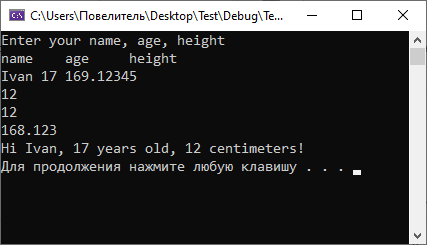 C:\Users\Повелитель\Desktop\Test\Debug\Te...
Enter your name, age, height
name age height
Ivan 17 169.12345
12
12
168.123
Hi Ivan, 17 years old, 12 centimeters!
Для продолжения нажмите любую клавишу . . .